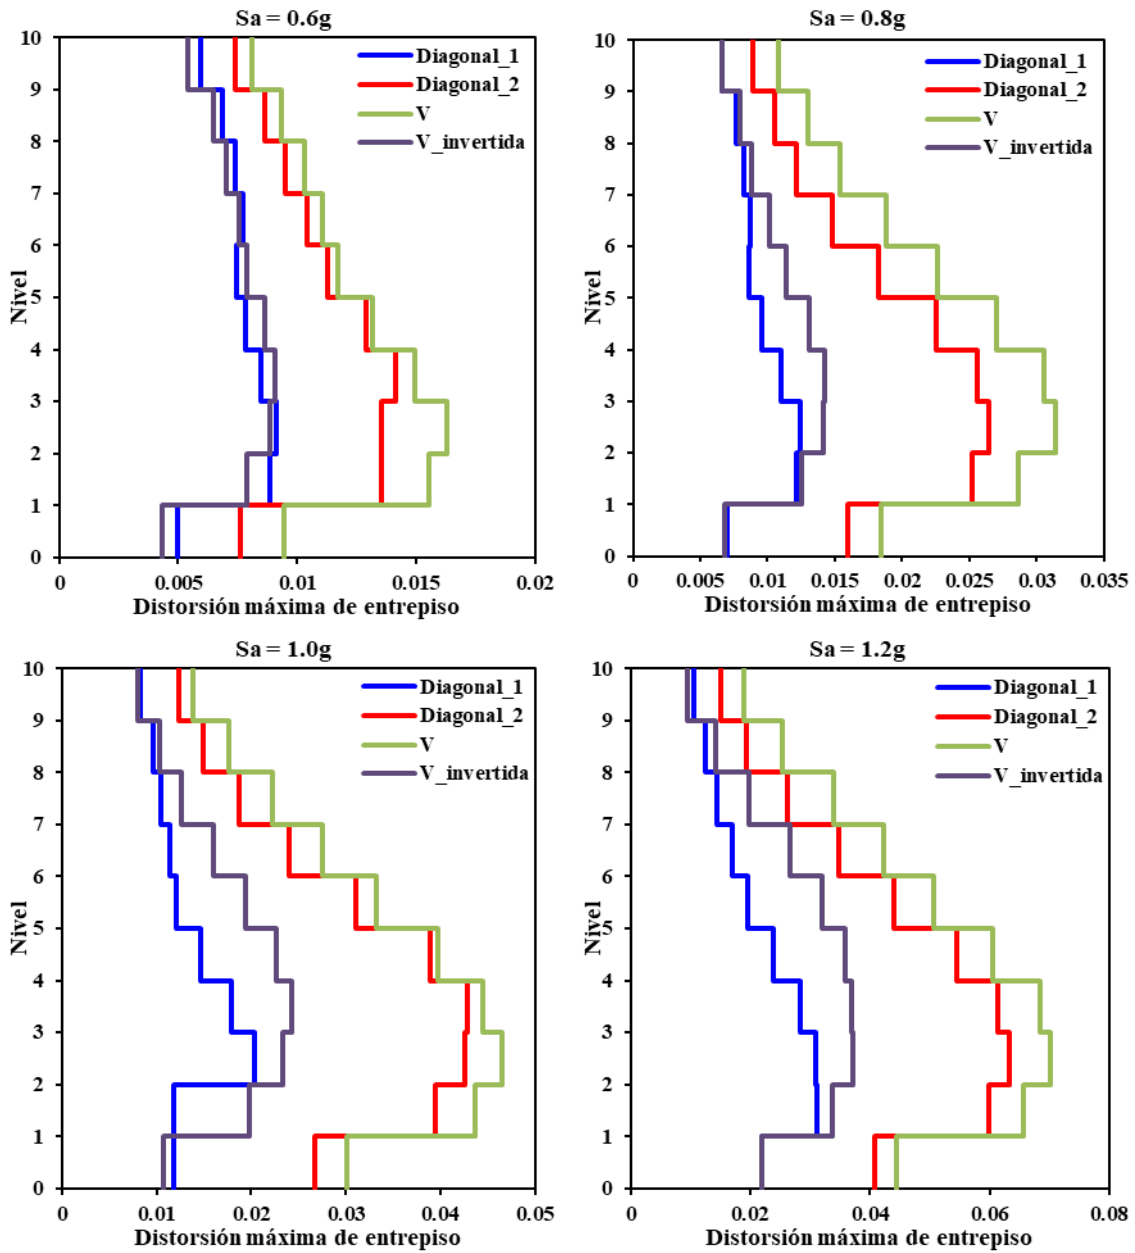 Sa = 0.6g
10
9
8
7
6
5
4
3
2
1
0
Nivel
Diagonal_1
Diagonal_2
V
V_invertida
0 0.005 0.01 0.015 0.02
Distorsión máxima de entrepiso
Sa = 0.8g
10
9
8
7
6
5
4
3
2
1
0
Nivel
Diagonal_1
Diagonal_2
V
V_invertida
0 0.005 0.01 0.015 0.02 0.025 0.03 0.035
Distorsión máxima de entrepiso
Sa = 1.0g
10
9
8
7
6
5
4
3
2
1
0
Nivel
Diagonal_1
Diagonal_2
V
V_invertida
0 0.01 0.02 0.03 0.04 0.05
Distorsión máxima de entrepiso
Sa = 1.2g
10
9
8
7
6
5
4
3
2
1
0
Nivel
Diagonal_1
Diagonal_2
V
V_invertida
0 0.02 0.04 0.06 0.08
Distorsión máxima de entrepiso